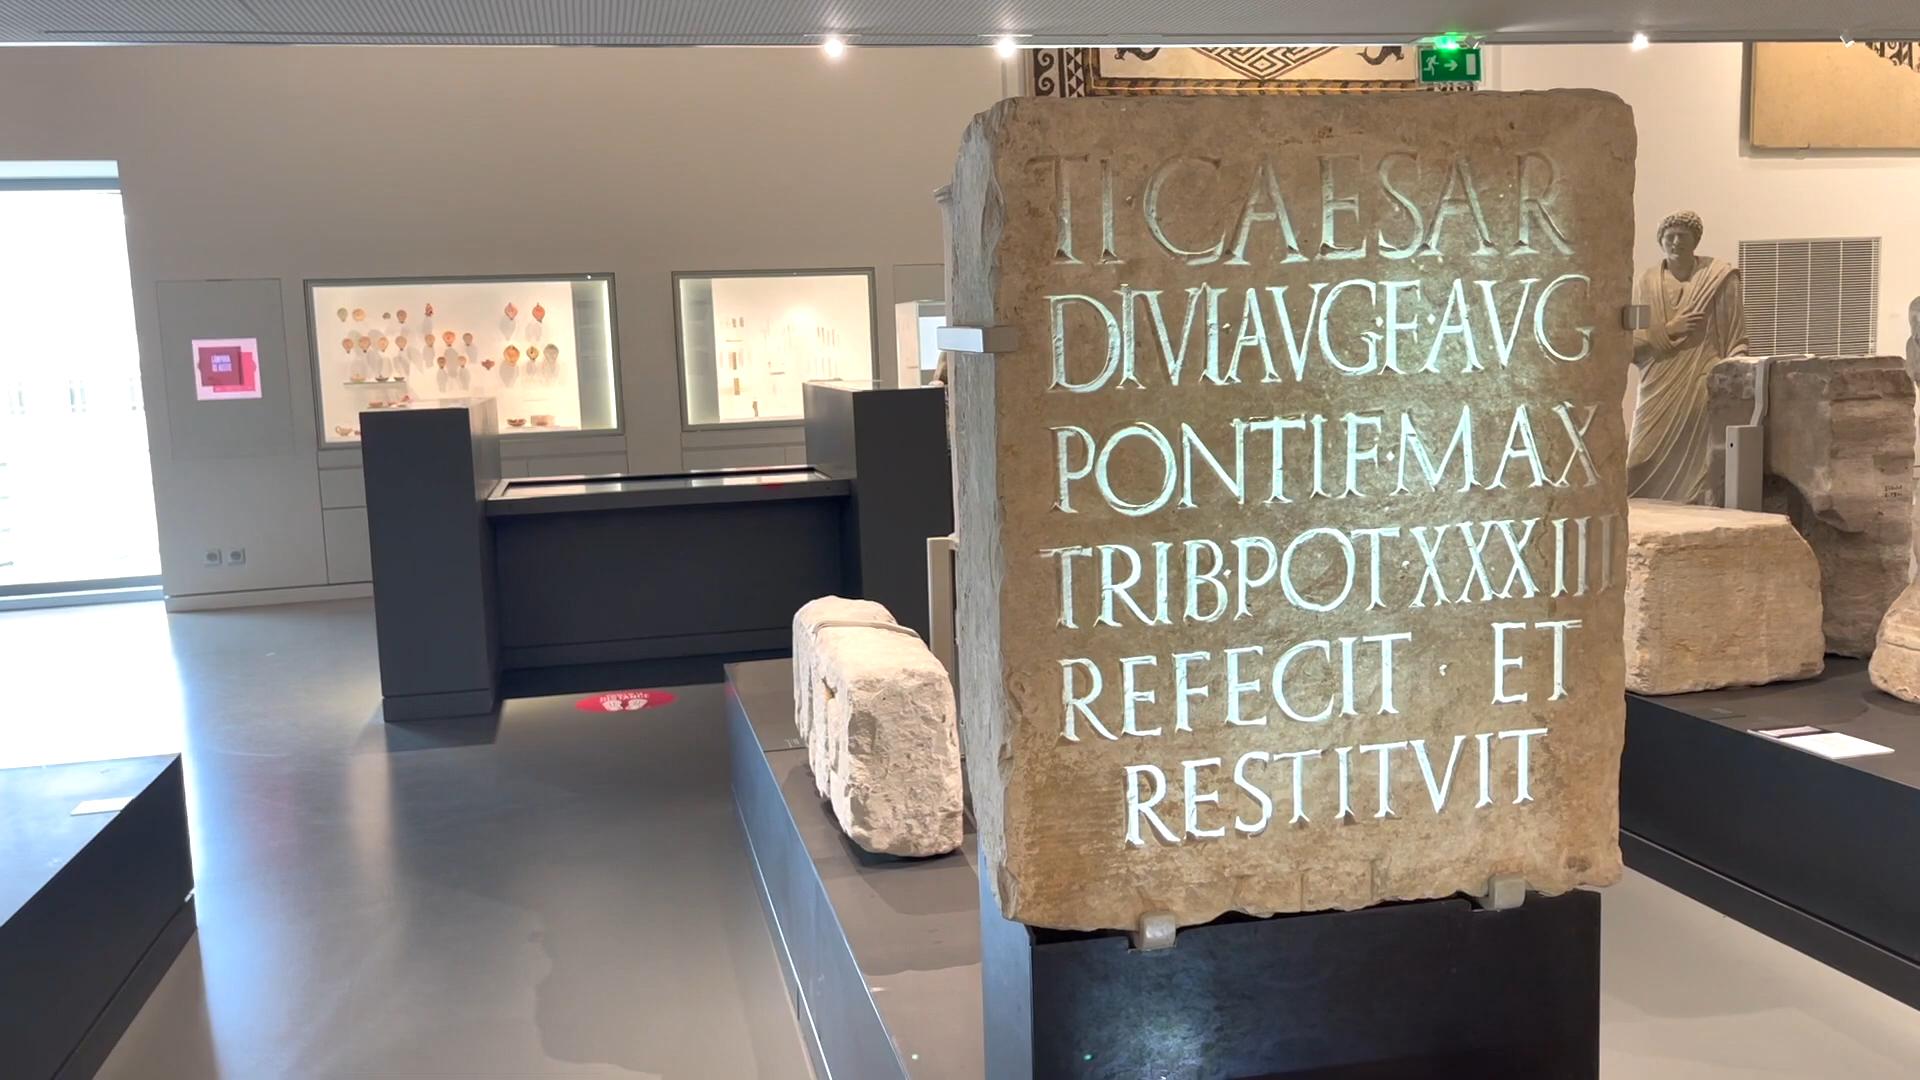 TI·CAESAR
DIVI AVG·F·AVG
PONTIF·MAX
TRIB·POT XXXIII
REFECIT · ET
RESTITVIT